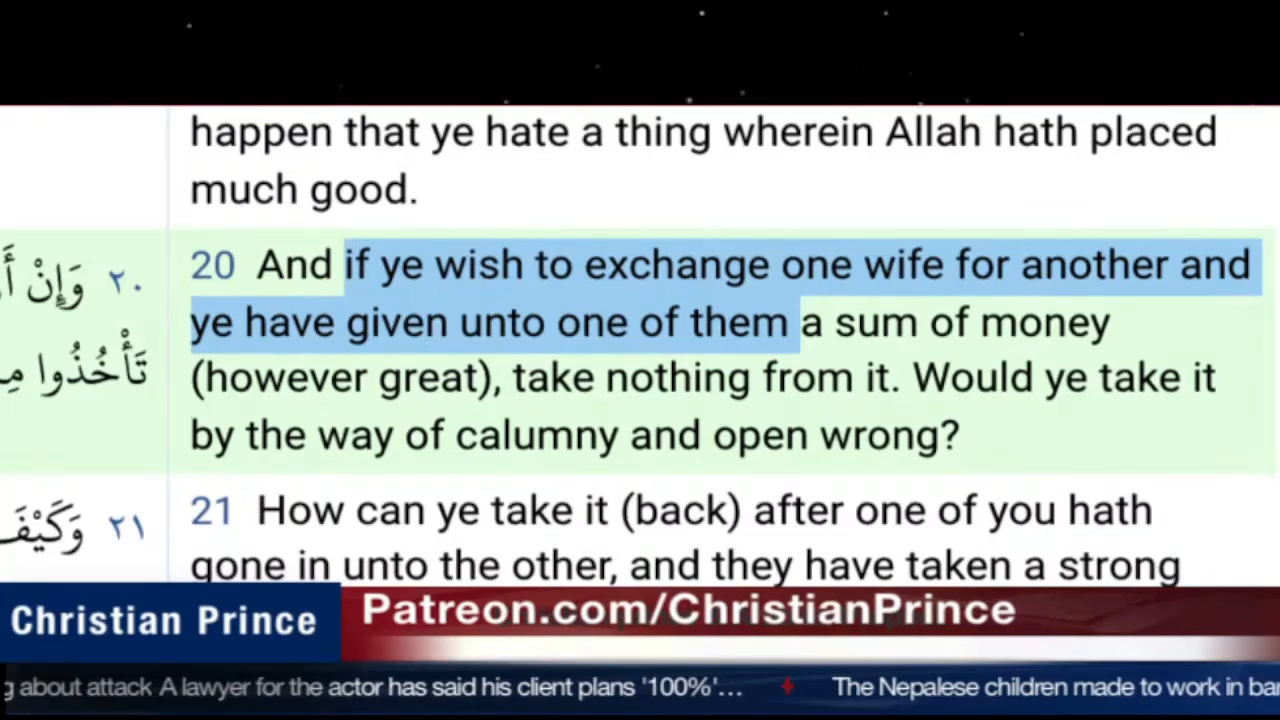 happen that ye hate a thing wherein Allah hath placed
much good.
٢٠ وَإِنْ أَ
تَأْخُذُوا مِ
20 And if ye wish to exchange one wife for another and
ye have given unto one of them a sum of money
(however great), take nothing from it. Would ye take it
by the way of calumny and open wrong?
٢١ وَكَيْفَ
21 How can ye take it (back) after one of you hath
gone in unto the other, and they have taken a strong
Christian Prince
Patreon.com/ChristianPrince
g about attack A lawyer for the actor has said his client plans '100%'... The Nepalese children made to work in bar